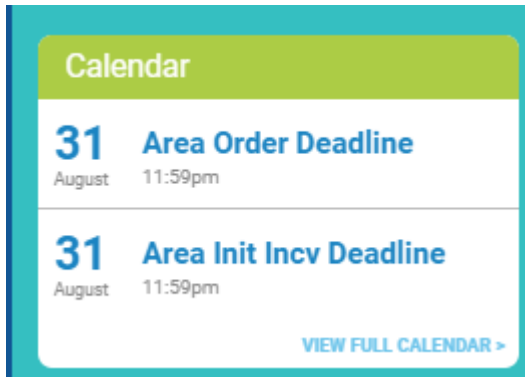 Calendar
31 Area Order Deadline
August 11:59pm
31 Area Init Incv Deadline
August 11:59pm
VIEW FULL CALENDAR >